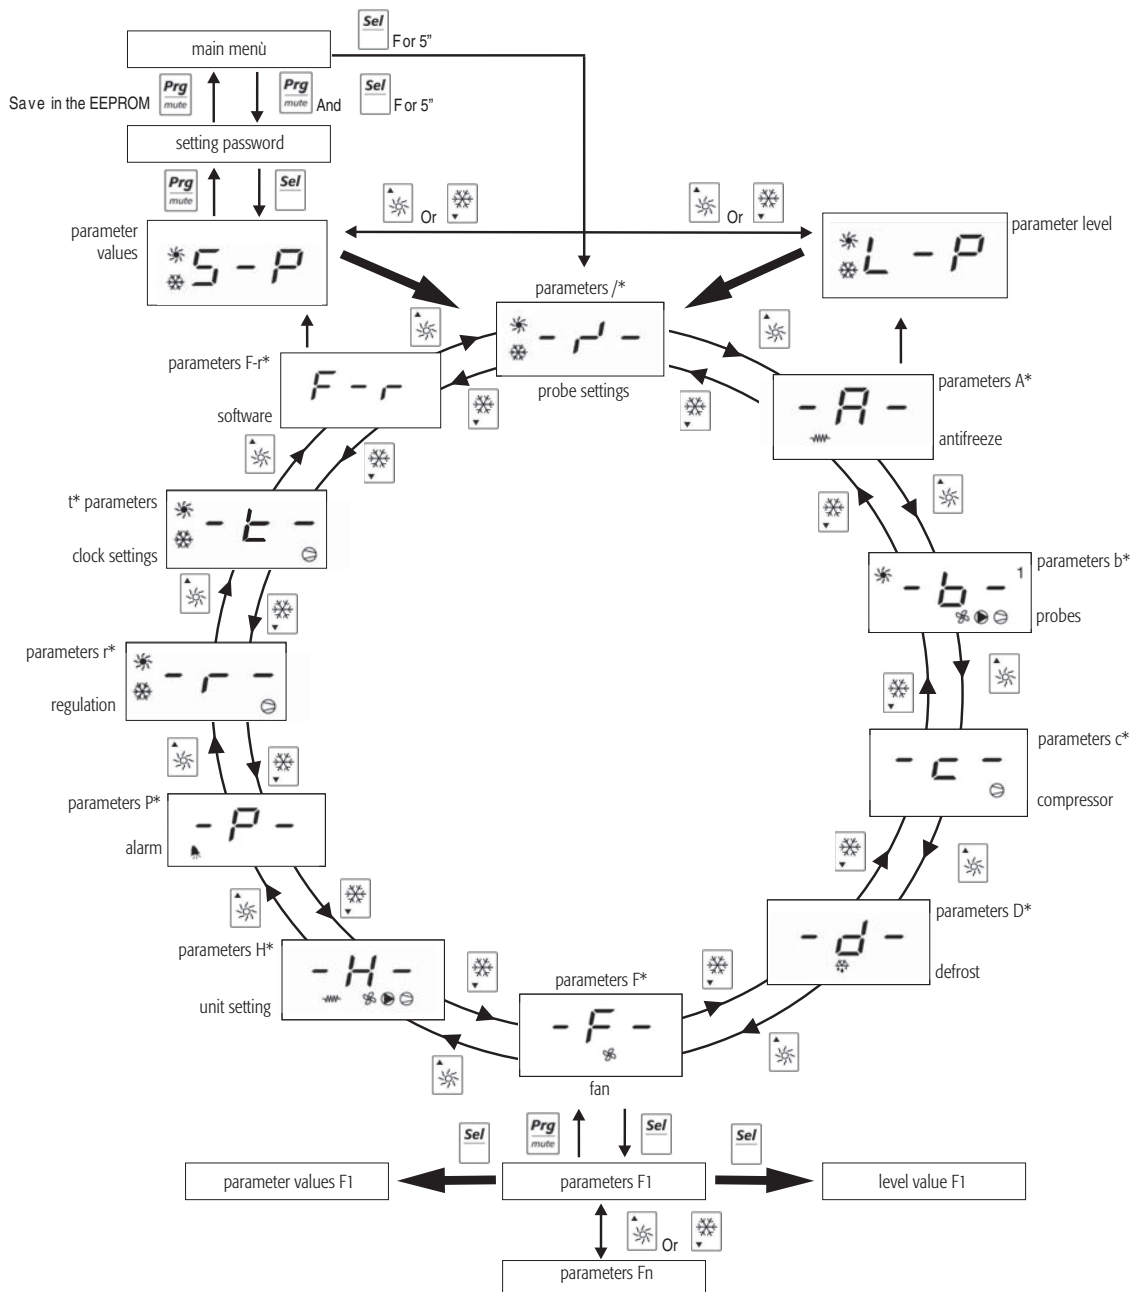 Sel
For 5”
main menù
Save in the EEPROM
Prg
mute
Prg
mute
And
Sel
For 5”
setting password
Prg
mute
Sel
Or
Or
parameter
values
S - P
parameter level
L - P
parameters /*
- / -
probe settings
parameters F-r*
F - r
software
parameters A*
- A -
antifreeze
t* parameters
- t -
clock settings
parameters b*
- b - 1
probes
parameters r*
- r -
regulation
parameters c*
- c -
compressor
parameters P*
- P -
alarm
parameters D*
- d -
defrost
parameters H*
- H -
unit setting
parameters F*
- F -
fan
Sel
Prg
mute
Sel
Sel
parameter values F1
parameters F1
level value F1
Or
parameters Fn